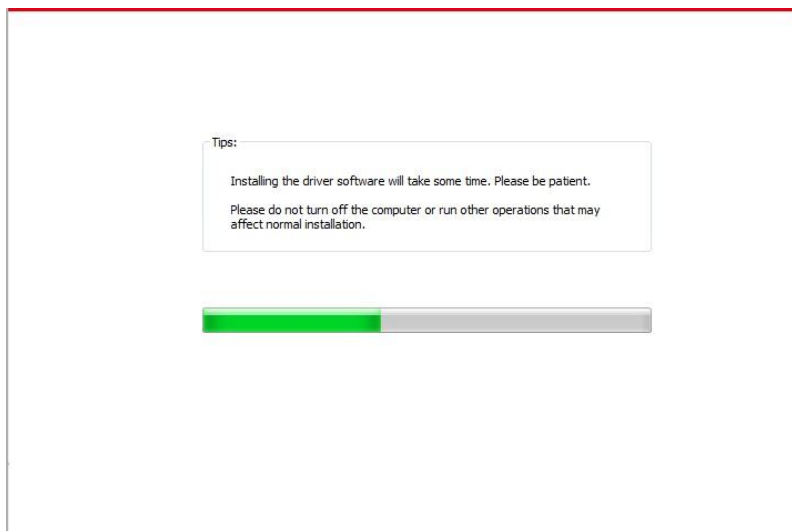 Tips:
Installing the driver software will take some time. Please be patient.
Please do not turn off the computer or run other operations that may
affect normal installation.